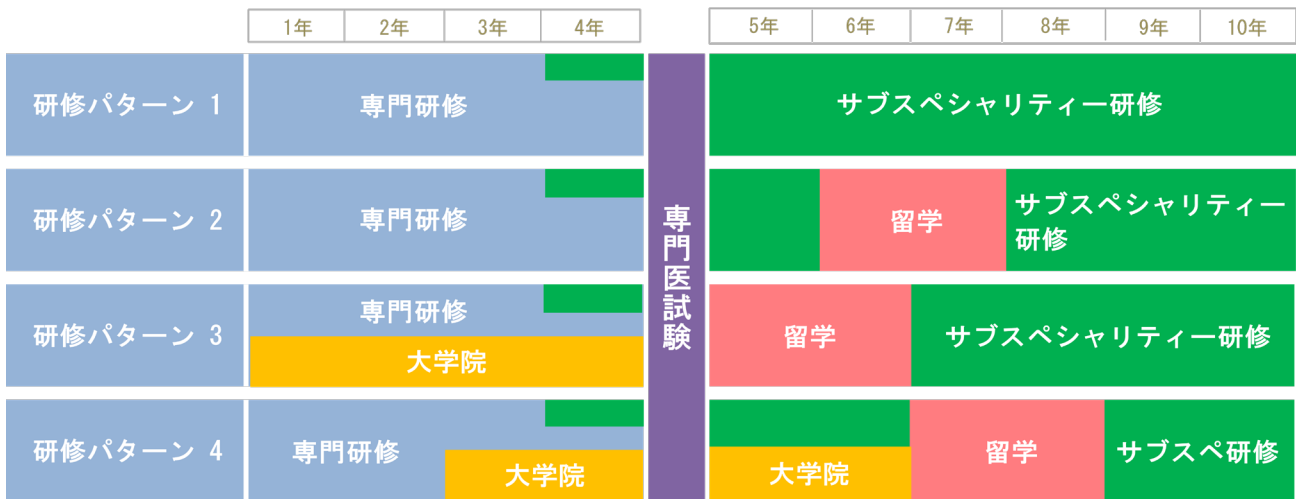 1年 2年 3年 4年 5年 6年 7年 8年 9年 10年
研修パターン 1
専門研修
サブスペシャリティー研修
研修パターン 2
専門研修
留学
サブスペシャリティー
研修
専門医試験
研修パターン 3
専門研修
大学院
留学
サブスペシャリティー研修
研修パターン 4
専門研修
大学院
大学院
留学
サブスペ研修